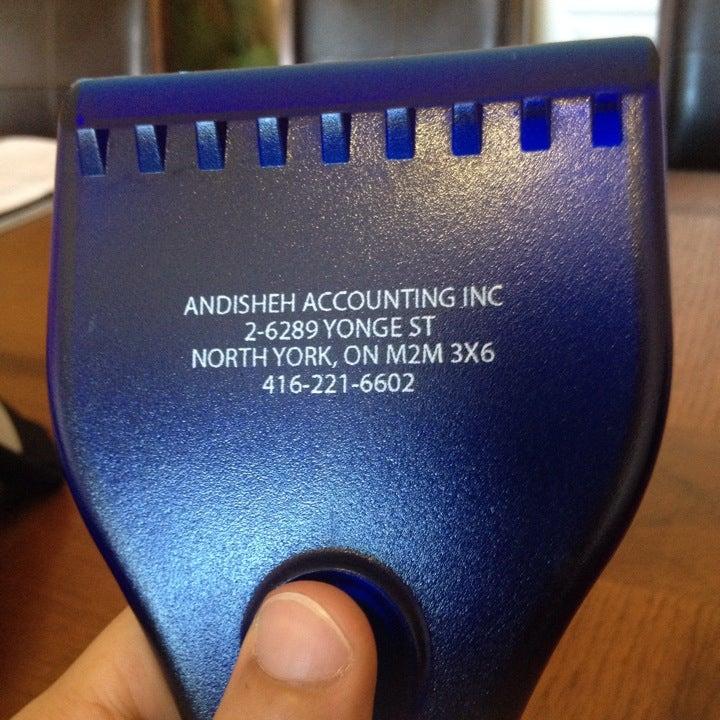 ANDISHEH ACCOUNTING INC
2-6289 YONGE ST
NORTH YORK, ON M2M 3X6
416-221-6602